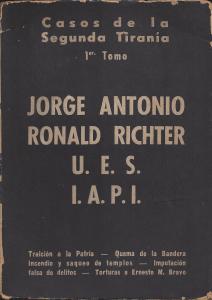 Casos de la
Segunda Tiranía
1er. Tomo
JORGE ANTONIO
RONALD RICHTER
U. E. S.
I. A. P. I.
Traición a la Patria — Quema de la Bandera
Incendio y saqueo de templos — Imputación
falsa de delitos — Torturas a Ernesto M. Bravo